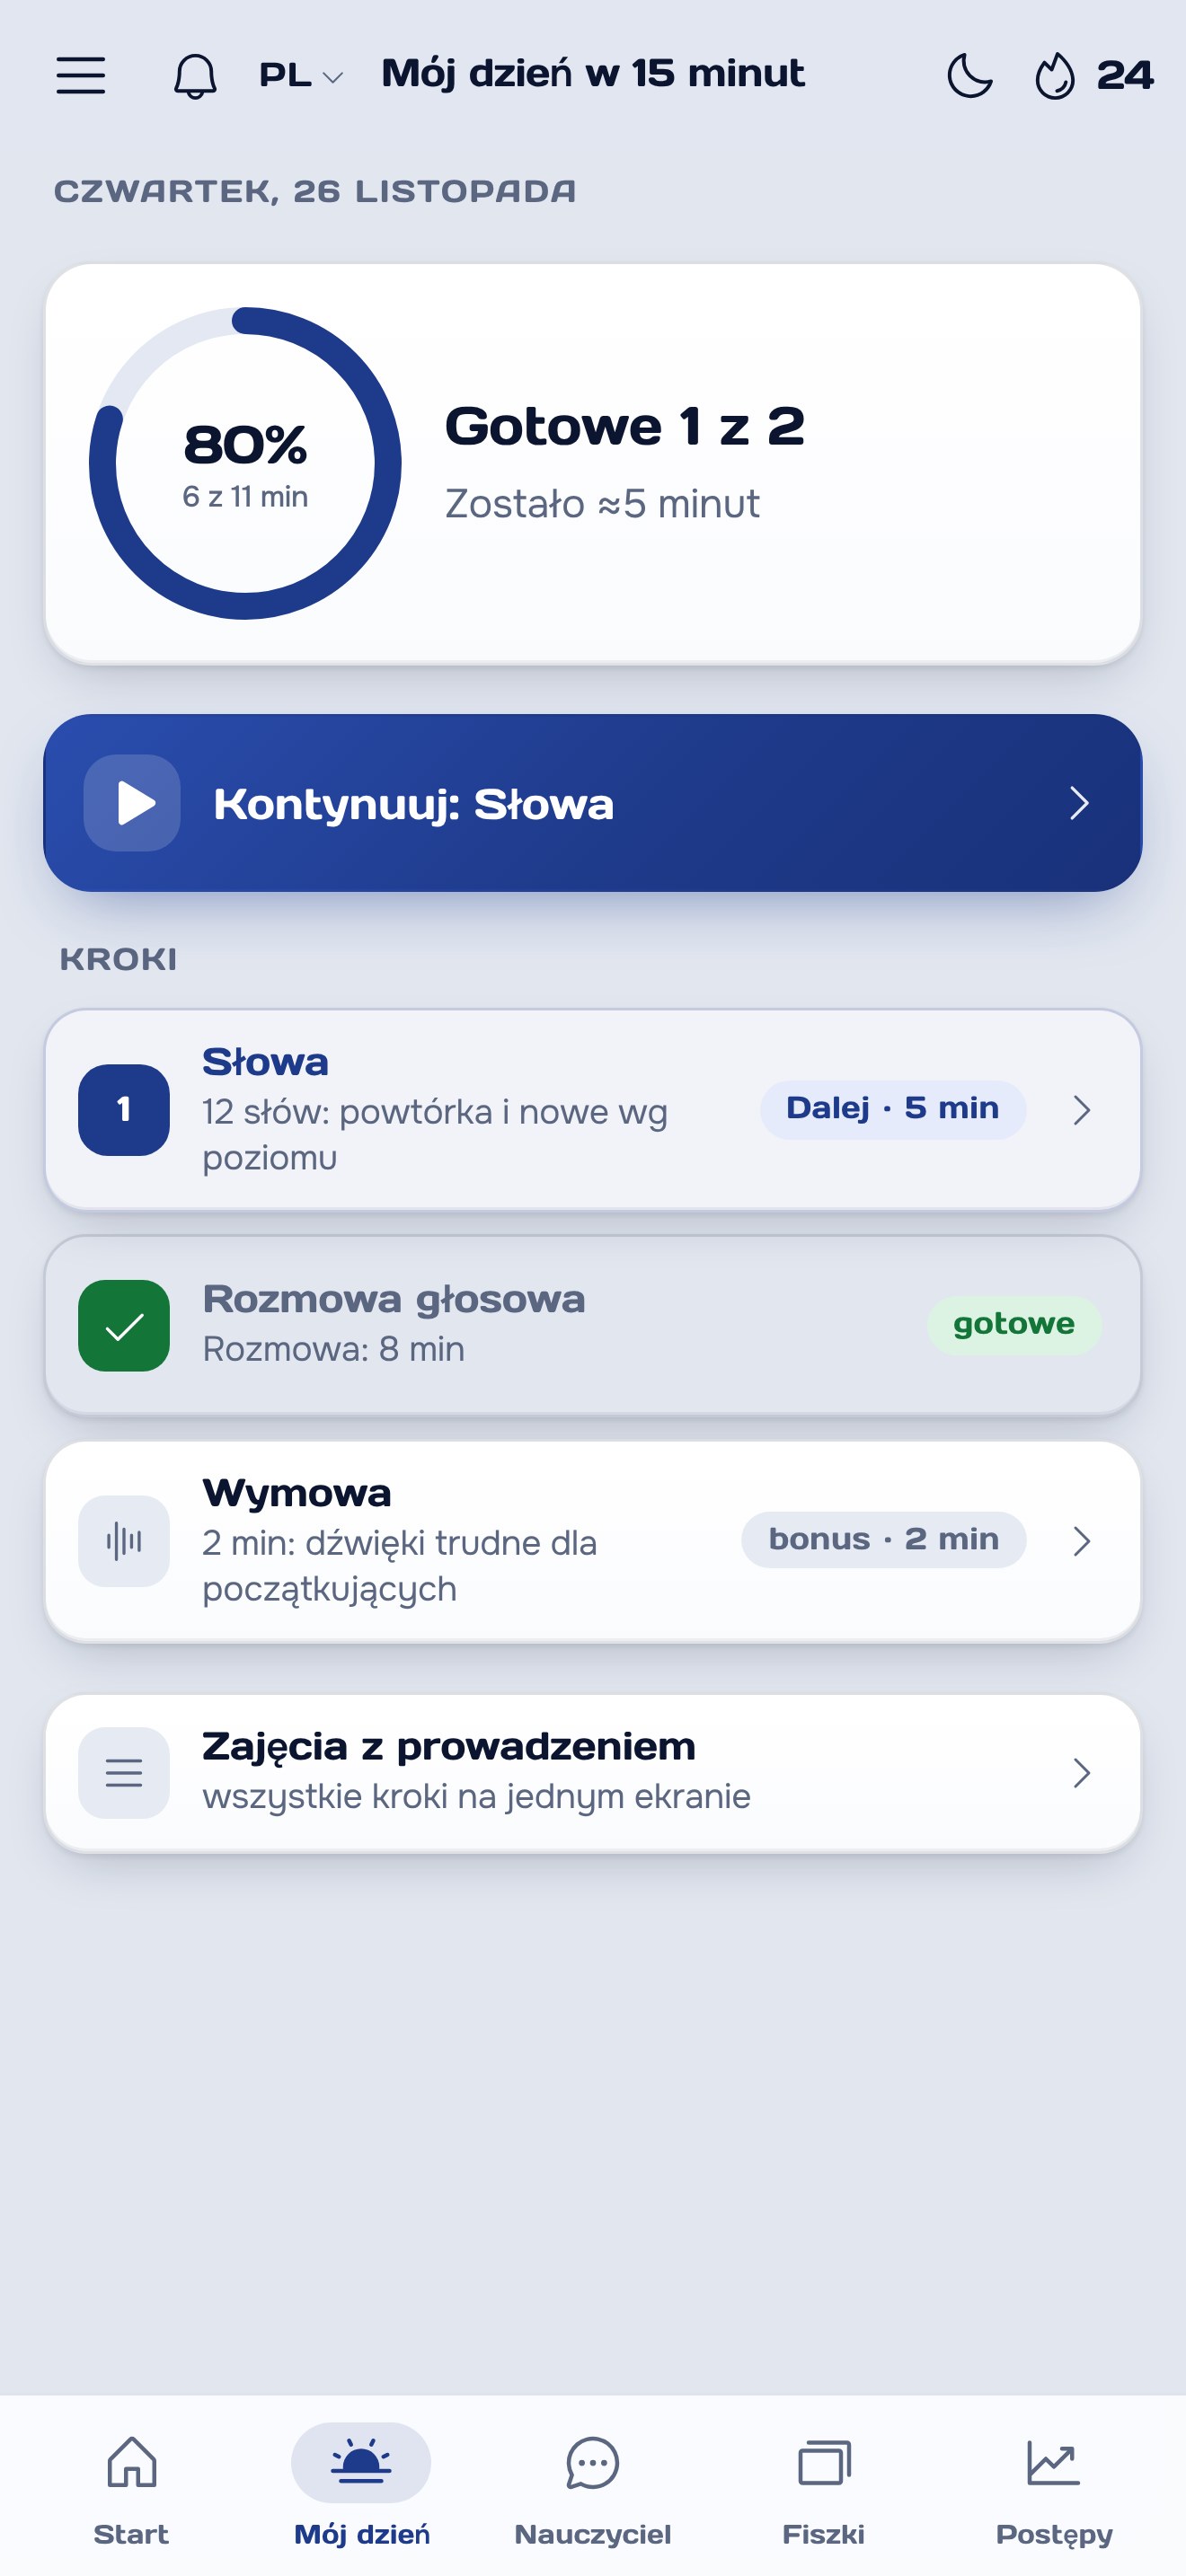 PL
Mój dzień w 15 minut
24
CZWARTEK, 26 LISTOPADA
80%
6 z 11 min
Gotowe 1 z 2
Zostało ≈5 minut
Kontynuuj: Słowa
KROKI
1
Słowa
12 słów: powtórka i nowe wg
poziomu
Dalej · 5 min
Rozmowa głosowa
Rozmowa: 8 min
gotowe
Wymowa
2 min: dźwięki trudne dla
początkujących
bonus · 2 min
Zajęcia z prowadzeniem
wszystkie kroki na jednym ekranie
Start
Mój dzień
Nauczyciel
Fiszki
Postępy